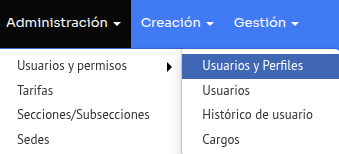 Administración Creación Gestión
Usuarios y permisos Usuarios y Perfiles
Tarifas Usuarios
Secciones/Subsecciones Histórico de usuario
Sedes Cargos